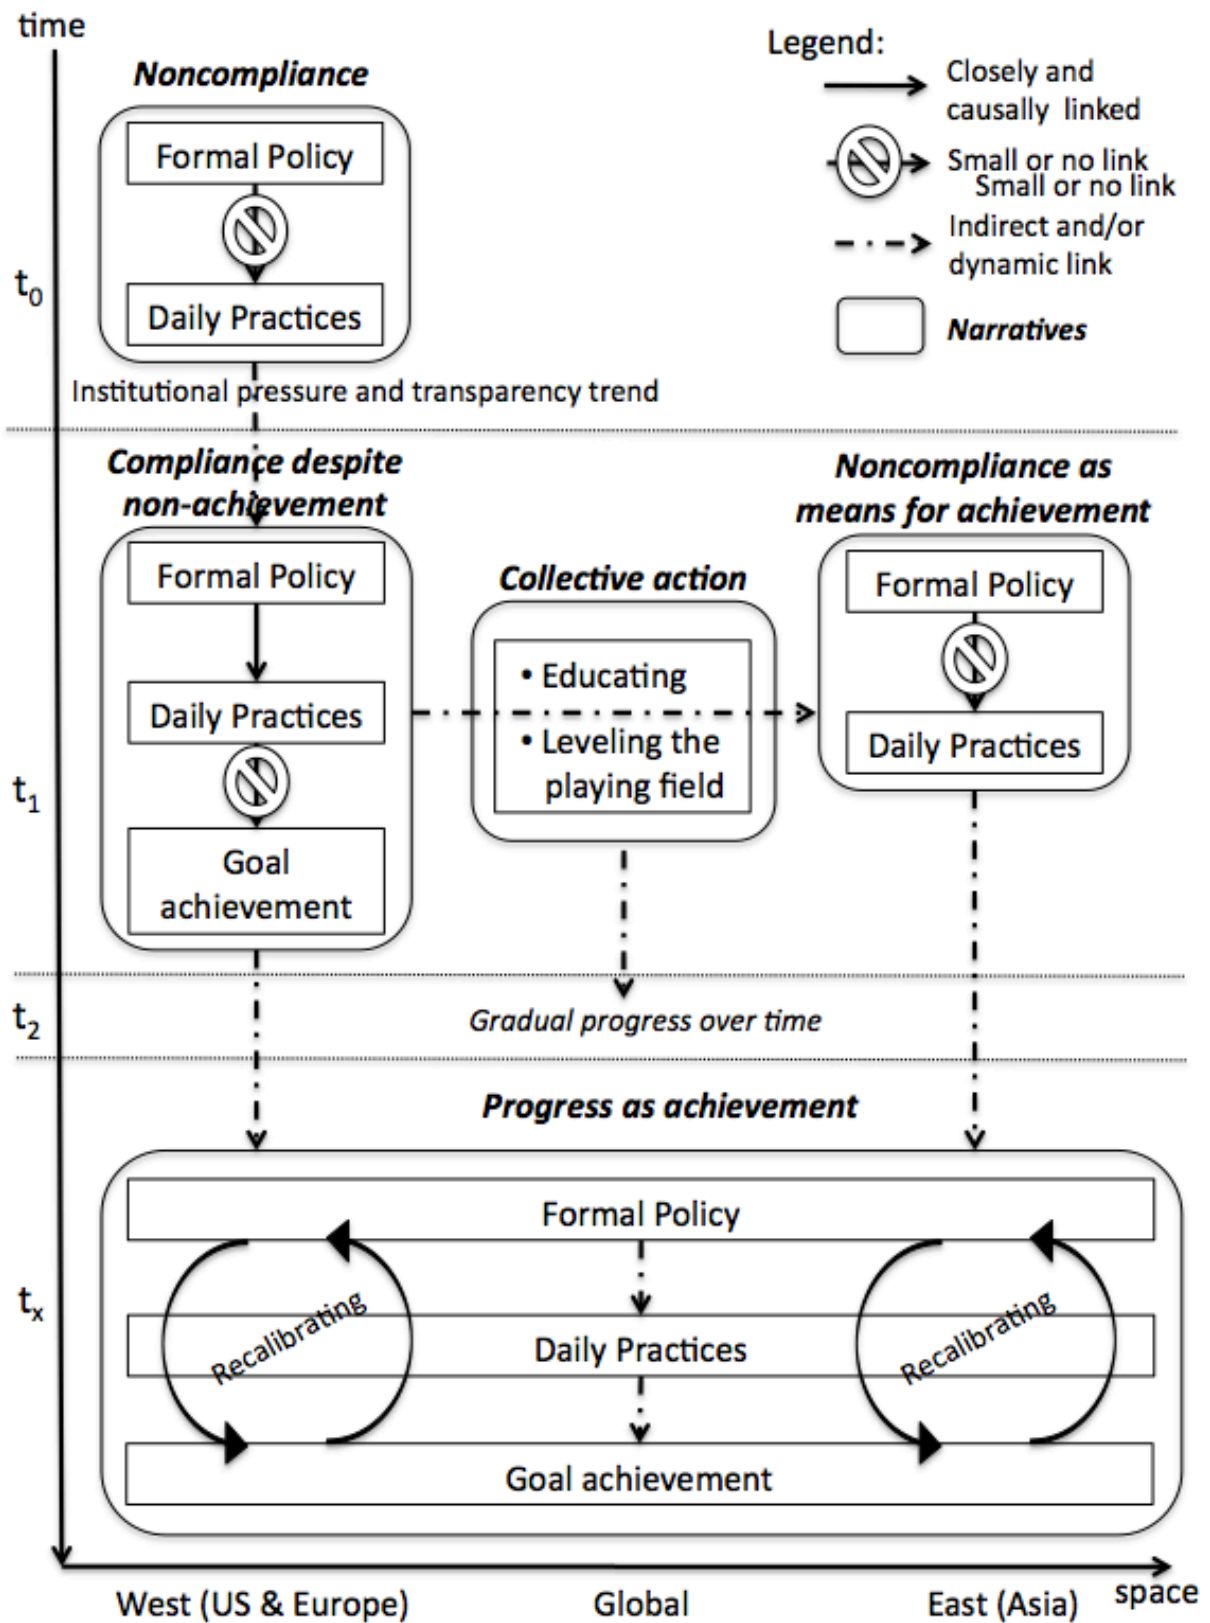 time
Legend:
Noncompliance
Closely and
causally linked
Formal Policy
Small or no link
Small or no link
Indirect and/or
dynamic link
t0
Daily Practices
Narratives
Institutional pressure and transparency trend
Compliance despite
non-achievement
Noncompliance as
means for achievement
Formal Policy
Collective action
Formal Policy
• Educating
Daily Practices
• Leveling the
playing field
Daily Practices
t1
Goal
achievement
t2
Gradual progress over time
Progress as achievement
Formal Policy
tx
Recalibrating
Recalibrating
Daily Practices
Goal achievement
space
West (US & Europe)
Global
East (Asia)